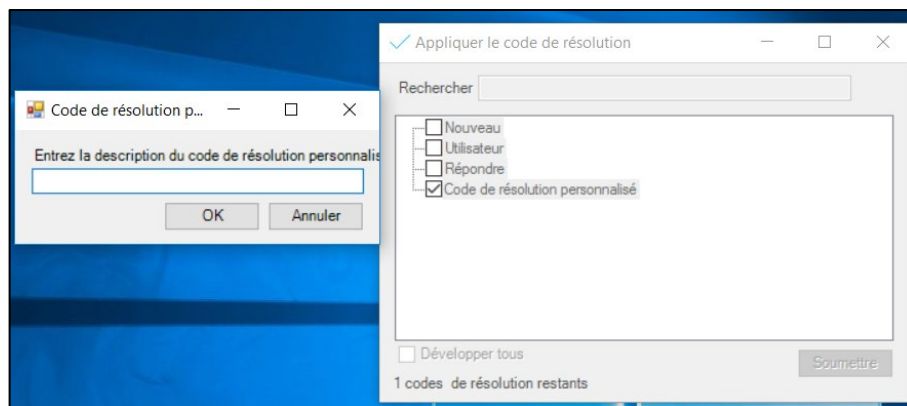 Appliquer le code de résolution
Rechercher
Nouveau
Utilisateur
Répondre
Code de résolution personnalisé
Développer tous
Soumettre
1 codes de résolution restants
Code de résolution p...
Entrez la description du code de résolution personnalis
OK
Annuler